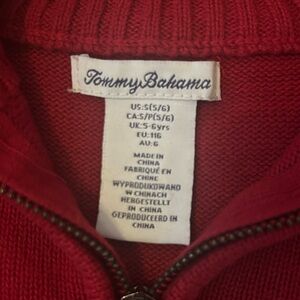 Tommy Bahama
US:S(5/6)
CA:S/P(5/6)
UK:5-6yrs
EU:116
AU:6
MADE IN
CHINA
FABRIQUÉ EN
CHINE
WYPRODUKOWANO
W CHINACH
HERGESTELLT
IN CHINA
GEPRODUCEERD IN
CHINA